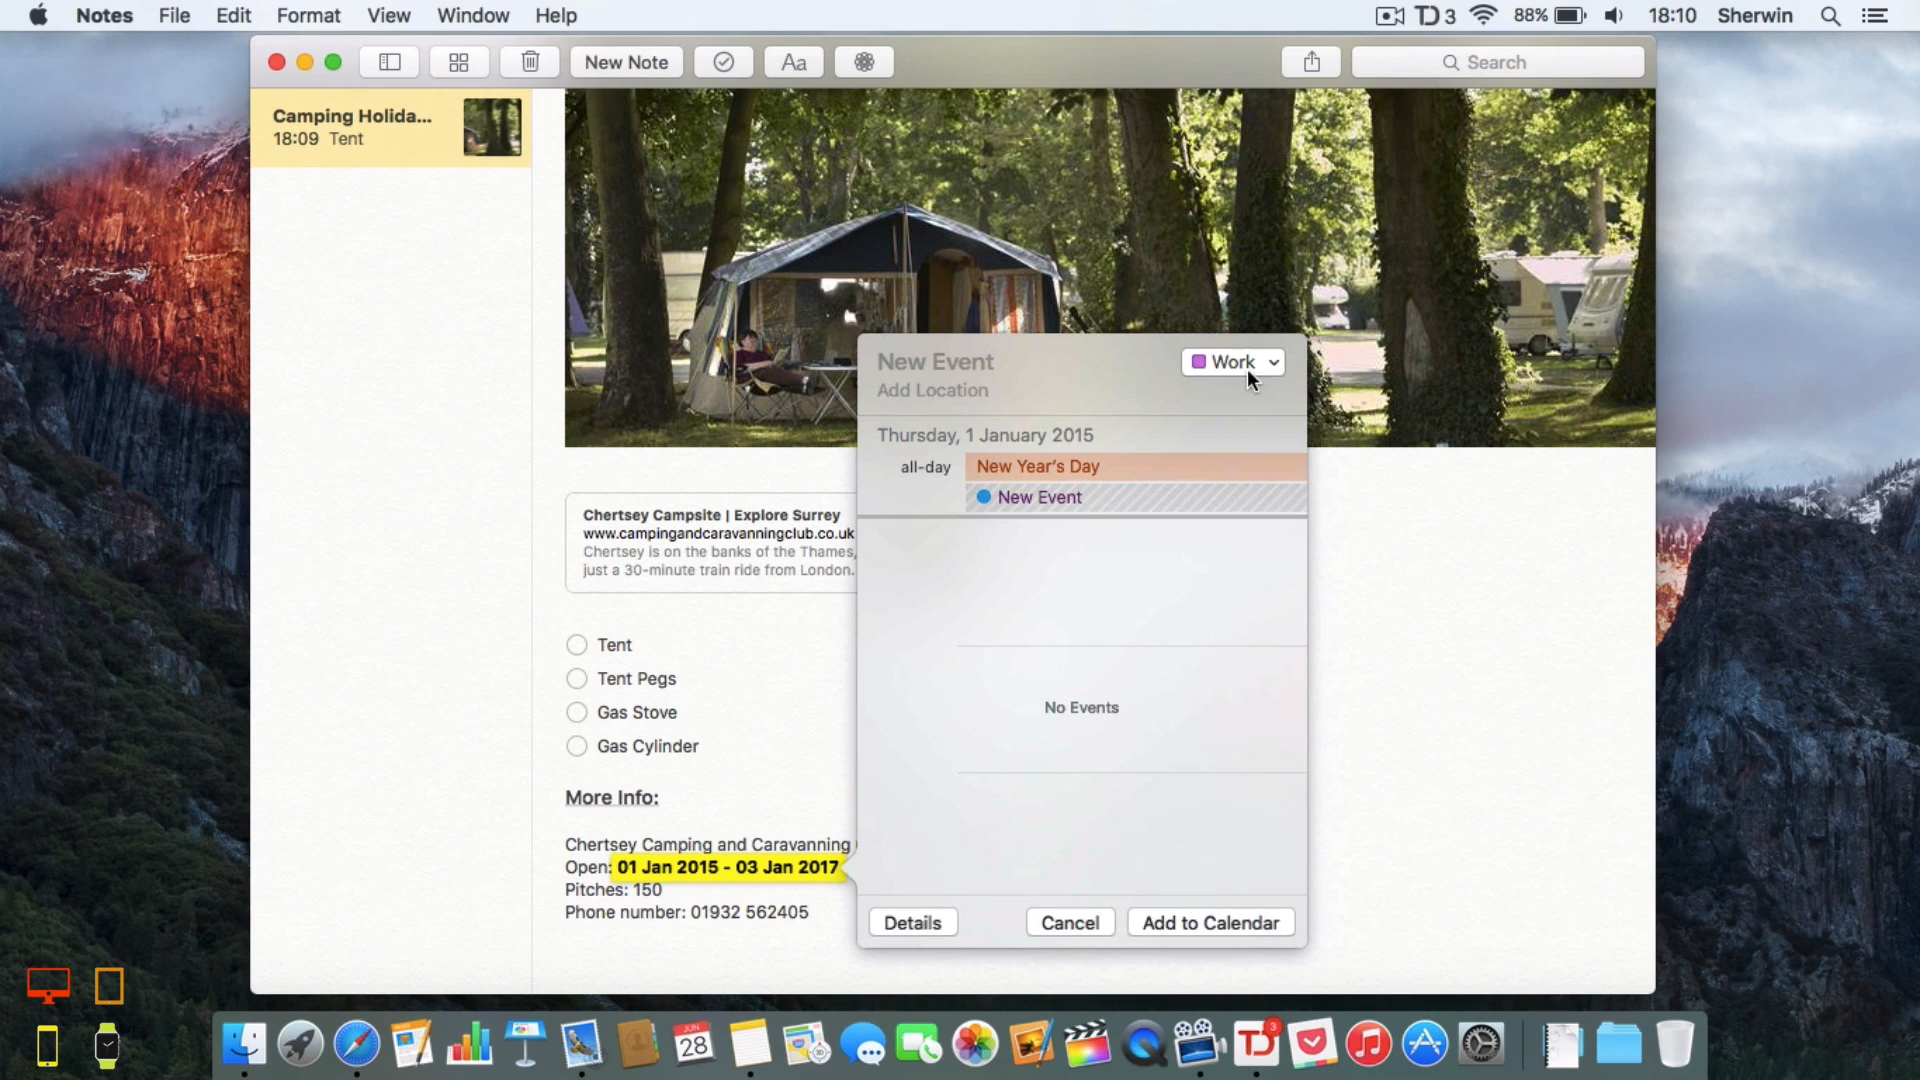 Notes File Edit Format View Window Help
3 88% 18:10 Sherwin
New Note Aa Search
Camping Holida...
18:09 Tent
New Event Work
Add Location
Thursday, 1 January 2015
all-day New Year's Day
New Event
Chertsey Campsite | Explore Surrey
www.campingandcaravanningclub.co.uk
Chertsey is on the banks of the Thames,
just a 30-minute train ride from London.
Tent
Tent Pegs
Gas Stove
No Events
Gas Cylinder
More Info:
Chertsey Camping and Caravanning
Open: 01 Jan 2015 - 03 Jan 2017
Pitches: 150
Phone number: 01932 562405
Details Cancel Add to Calendar
JUN
28
3